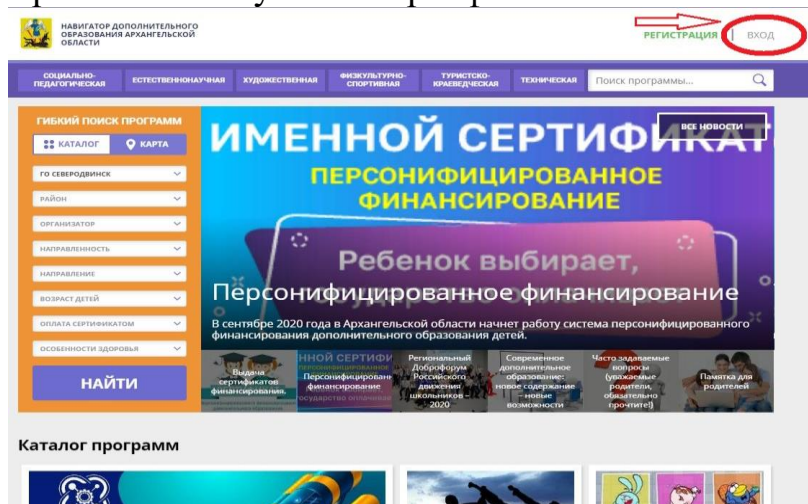 НАВИГАТОР ДОПОЛНИТЕЛЬНОГО
ОБРАЗОВАНИЯ АРХАНГЕЛЬСКОЙ
ОБЛАСТИ
РЕГИСТРАЦИЯ | ВХОД
СОЦИАЛЬНО-
ПЕДАГОГИЧЕСКАЯ
ЕСТЕСТВЕННОНАУЧНАЯ
ХУДОЖЕСТВЕННАЯ
ФИЗКУЛЬТУРНО-
СПОРТИВНАЯ
ТУРИСТСКО-
КРАЕВЕДЧЕСКАЯ
ТЕХНИЧЕСКАЯ
Поиск программы...
ГИБКИЙ ПОИСК ПРОГРАММ
КАТАЛОГ
КАРТА
ГО СЕВЕРОДВИНСК
РАЙОН
ОРГАНИЗАТОР
НАПРАВЛЕННОСТЬ
НАПРАВЛЕНИЕ
ВОЗРАСТ ДЕТЕЙ
ОПЛАТА СЕРТИФИКАТОМ
ОСОБЕННОСТИ ЗДОРОВЬЯ
НАЙТИ
ВСЕ НОВОСТИ
ИМЕННОЙ СЕРТИФИКАТ
ПЕРСОНИФИЦИРОВАННОЕ
ФИНАНСИРОВАНИЕ
Ребенок выбирает,
Персонифицированное финансирование
В сентябре 2020 года в Архангельской области начнет работу система персонифицированного
финансирования дополнительного образования детей.
Выдача
сертификатов
финансирования.
ННОЙ СЕРТИФИ
Персонифицирован
финансирование
Региональный
Доброфорум
Российского
движения
школьников –
2020
Современное
дополнительное
образование:
новое содержание
– новые
возможности
Часто задаваемые
вопросы
(уважаемые
родители,
обязательно
прочтите!)
Памятка для
родителей
Каталог программ